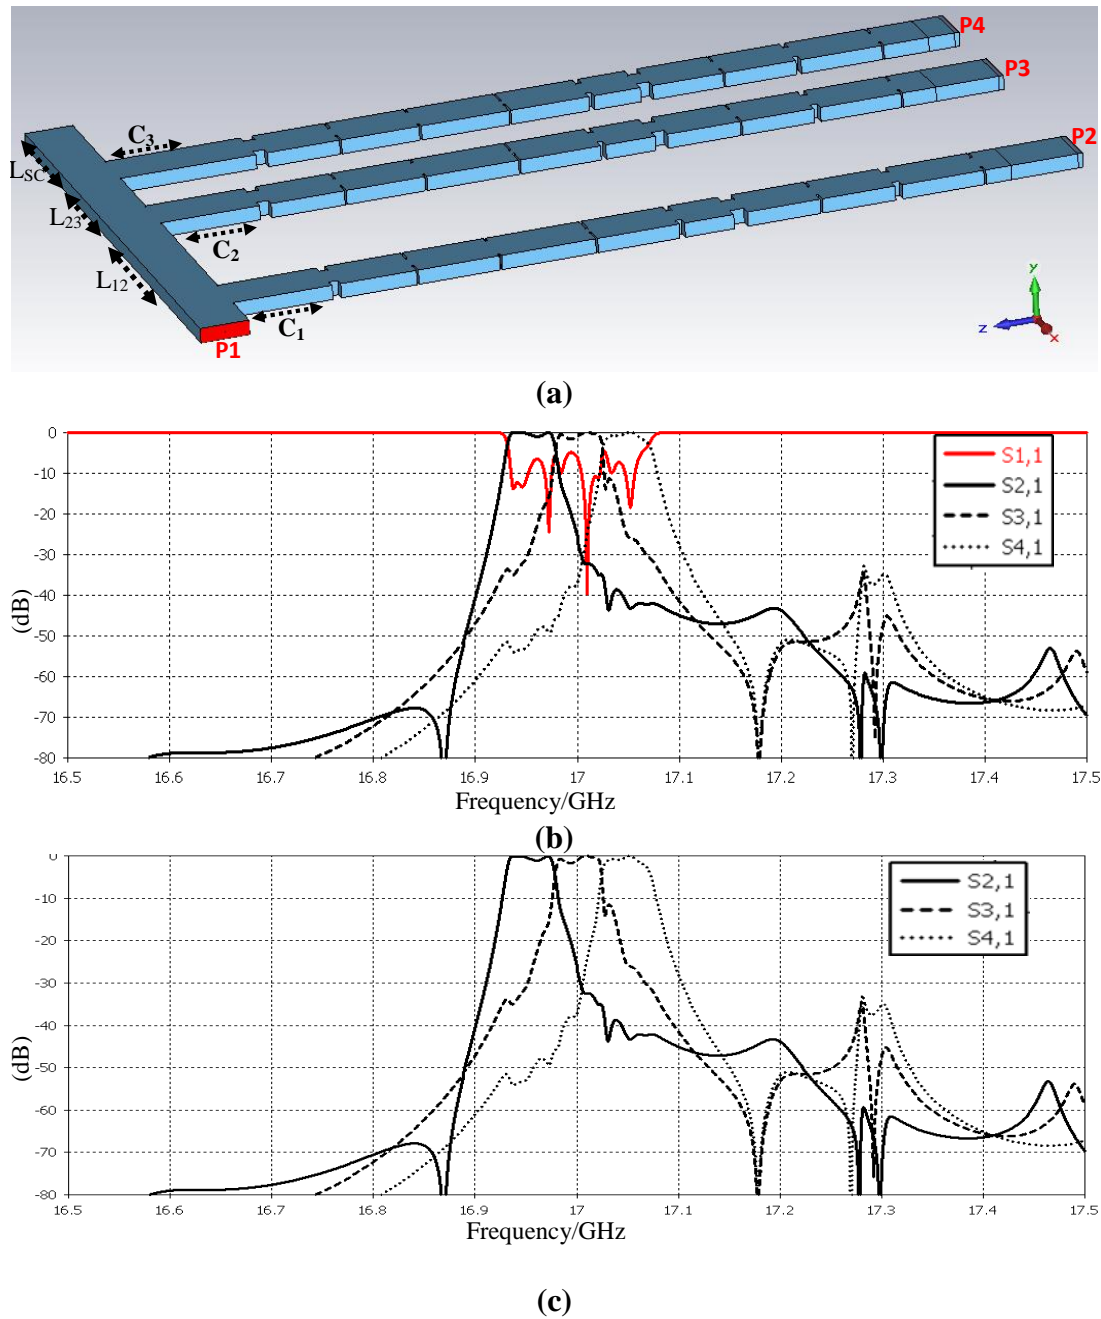 P4
P3
C3
P2
LSC
L23
C2
L12
y
z
x
C1
P1
(a)
0
-10
-20
-30
-40
-50
-60
-70
-80
(dB)
S1,1
S2,1
S3,1
S4,1
16.5 16.6 16.7 16.8 16.9 17 17.1 17.2 17.3 17.4 17.5
Frequency/GHz
(b)
0
-10
-20
-30
-40
-50
-60
-70
-80
(dB)
S2,1
S3,1
S4,1
16.5 16.6 16.7 16.8 16.9 17 17.1 17.2 17.3 17.4 17.5
Frequency/GHz
(c)